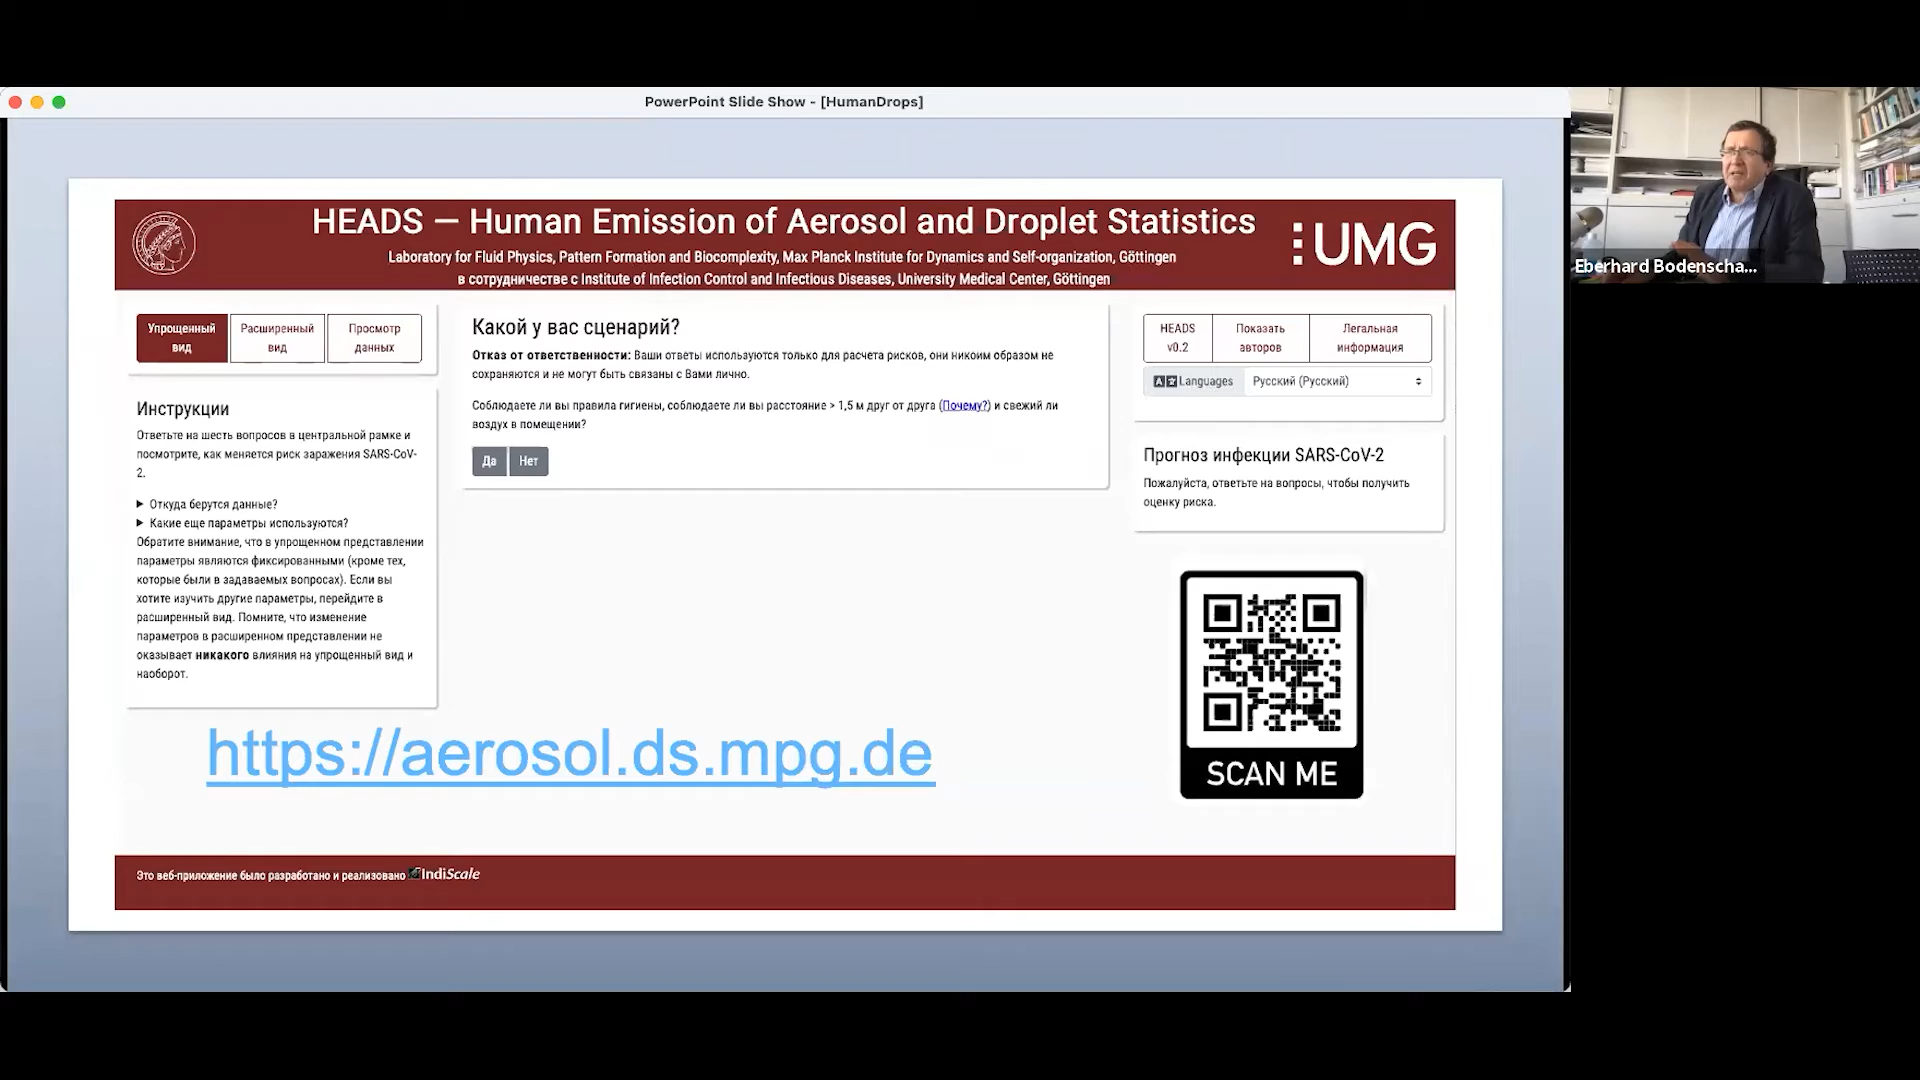 PowerPoint Slide Show - [HumanDrops]
HEADS — Human Emission of Aerosol and Droplet Statistics
Laboratory for Fluid Physics, Pattern Formation and Biocomplexity, Max Planck Institute for Dynamics and Self-organization, Göttingen
в сотрудничестве с Institute of Infection Control and Infectious Diseases, University Medical Center, Göttingen
UMG
Упрощенный
вид
Расширенный
вид
Просмотр
данных
Инструкции
Ответьте на шесть вопросов в центральной рамке и
посмотрите, как меняется риск заражения SARS-CoV-
2.
Откуда берутся данные?
Какие еще параметры используются?
Обратите внимание, что в упрощенном представлении
параметры являются фиксированными (кроме тех,
которые были в задаваемых вопросах). Если вы
хотите изучить другие параметры, перейдите в
расширенный вид. Помните, что изменение
параметров в расширенном представлении не
оказывает никакого влияния на упрощенный вид и
наоборот.
Какой у вас сценарий?
Отказ от ответственности: Ваши ответы используются только для расчета рисков, они никоим образом не
сохраняются и не могут быть связаны с Вами лично.
Соблюдаете ли вы правила гигиены, соблюдаете ли вы расстояние > 1,5 м друг от друга (Почему?) и свежий ли
воздух в помещении?
Да
Нет
HEADS
v0.2
Показать
авторов
Легальная
информация
Languages
Русский (Русский)
Прогноз инфекции SARS-CoV-2
Пожалуйста, ответьте на вопросы, чтобы получить
оценку риска.
SCAN ME
https://aerosol.ds.mpg.de
Это веб-приложение было разработано и реализовано IndiScale
Eberhard Bodenscha...